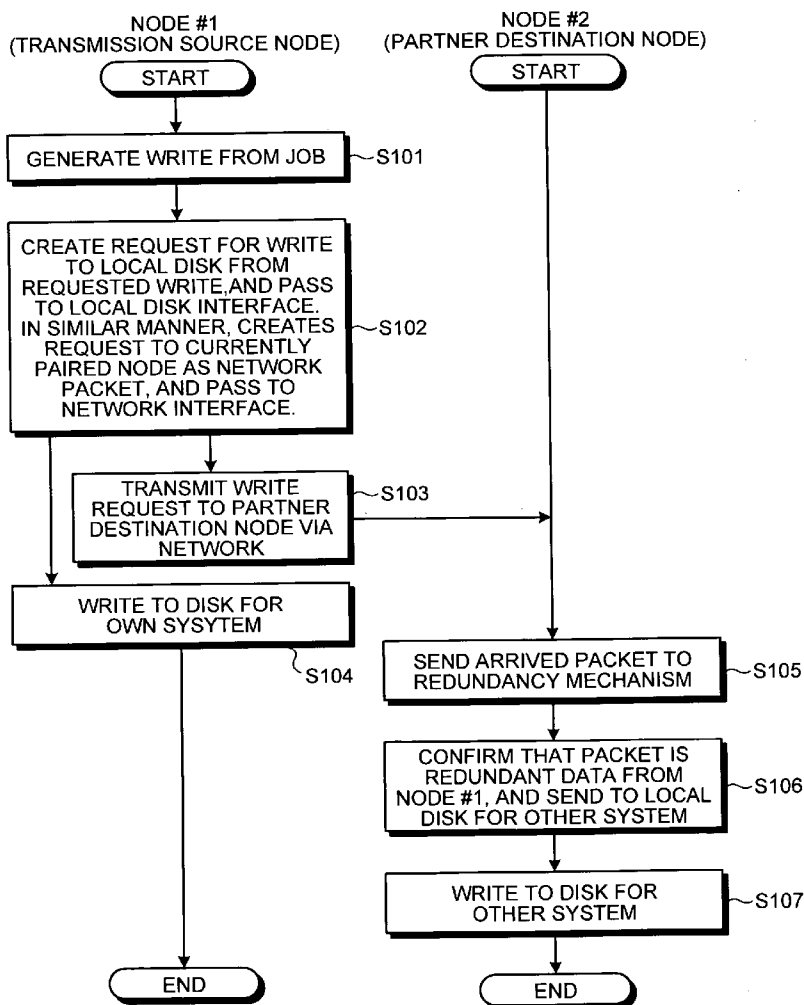 NODE #1
(TRANSMISSION SOURCE NODE)
START
GENERATE WRITE FROM JOB
S101
CREATE REQUEST FOR WRITE
TO LOCAL DISK FROM
REQUESTED WRITE,AND PASS
TO LOCAL DISK INTERFACE.
IN SIMILAR MANNER, CREATES
REQUEST TO CURRENTLY
PAIRED NODE AS NETWORK
PACKET, AND PASS TO
NETWORK INTERFACE.
S102
TRANSMIT WRITE
REQUEST TO PARTNER
DESTINATION NODE VIA
NETWORK
S103
WRITE TO DISK FOR
OWN SYSYTEM
S104
END
NODE #2
(PARTNER DESTINATION NODE)
START
SEND ARRIVED PACKET TO
REDUNDANCY MECHANISM
S105
CONFIRM THAT PACKET IS
REDUNDANT DATA FROM
NODE #1, AND SEND TO LOCAL
DISK FOR OTHER SYSTEM
S106
WRITE TO DISK FOR
OTHER SYSTEM
S107
END